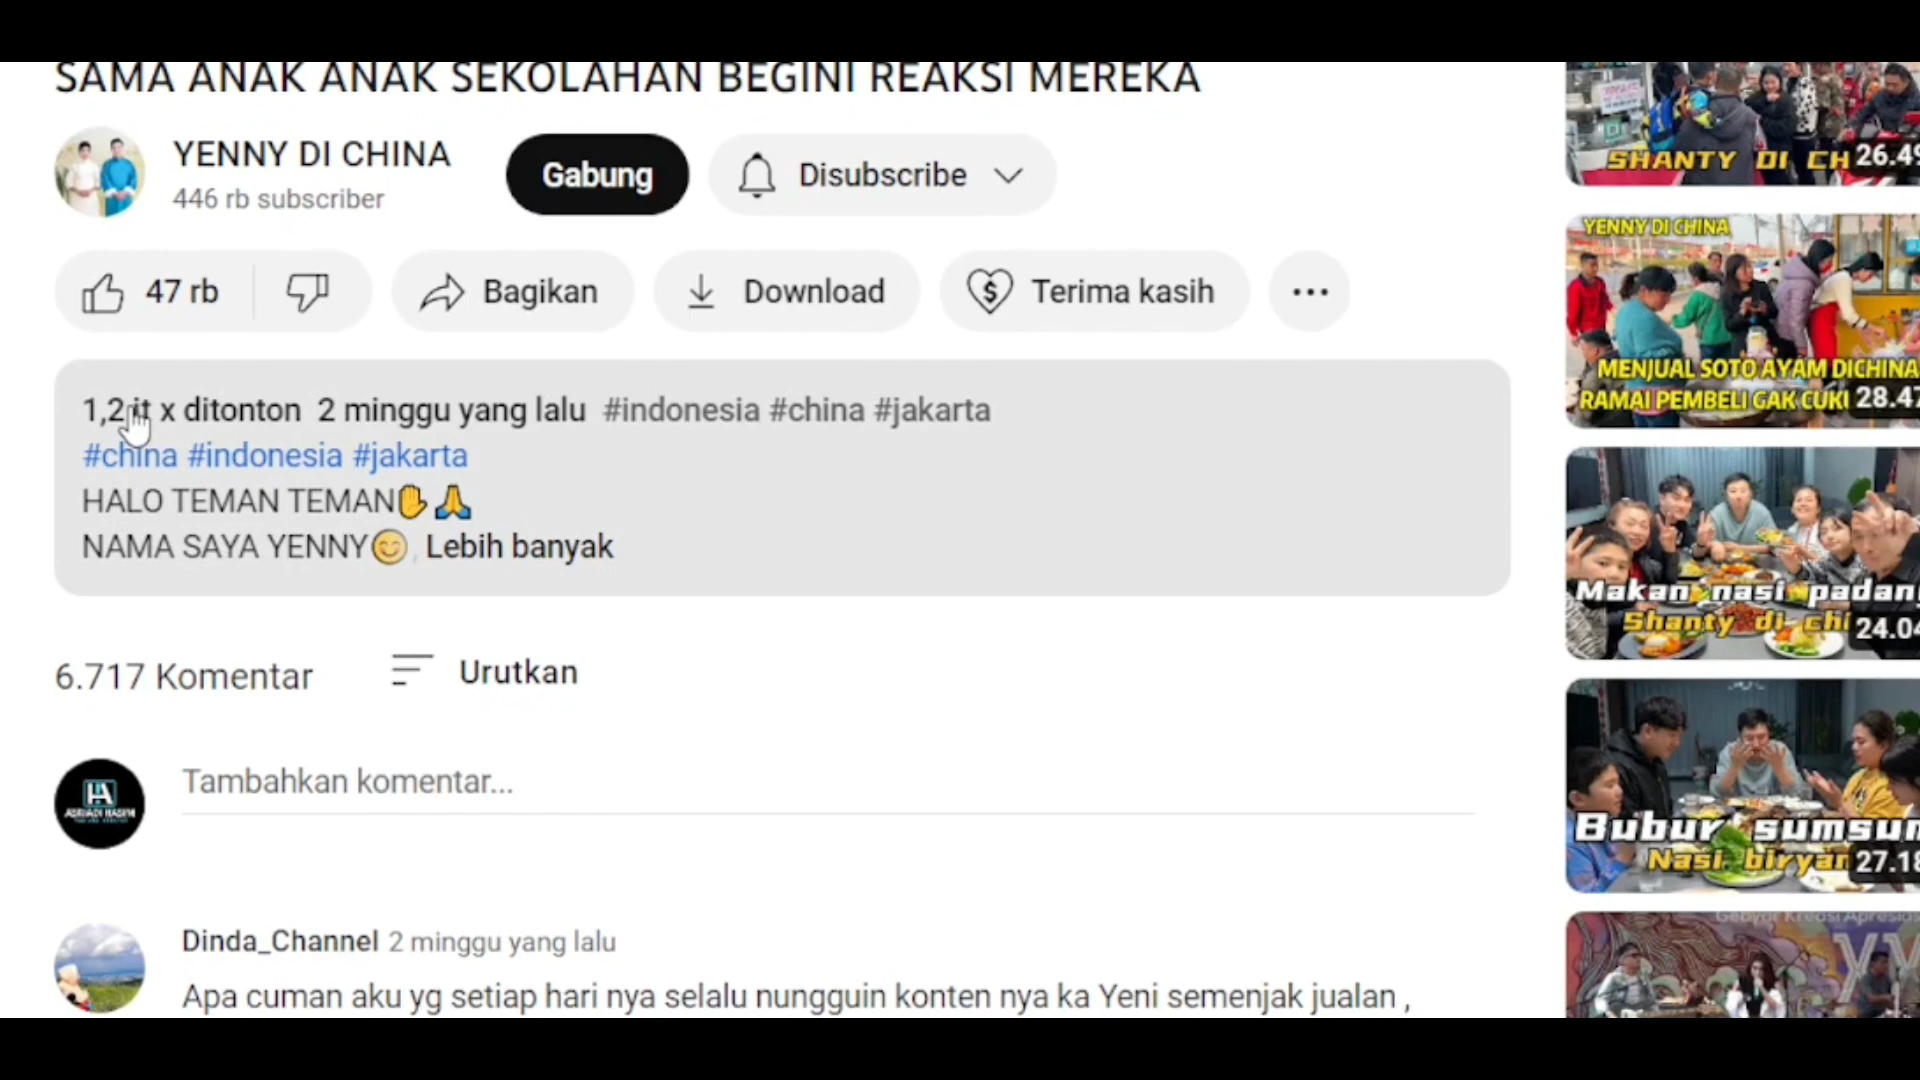 SAMA ANAK ANAK SEKOLAHAN BEGINI REAKSI MEREKA
YENNY DI CHINA
446 rb subscriber
Gabung
Disubscribe
47 rb
Bagikan
Download
Terima kasih
1,2 jt x ditonton 2 minggu yang lalu #indonesia #china #jakarta
#china #indonesia #jakarta
HALO TEMAN TEMAN✋🙏
NAMA SAYA YENNY😊 Lebih banyak
6.717 Komentar
Urutkan
Tambahkan komentar...
Dinda_Channel 2 minggu yang lalu
Apa cuman aku yg setiap hari nya selalu nungguin konten nya ka Yeni semenjak jualan ,
SHANTY DI CH
26.4
YENNY DI CHINA
MENJUAL SOTO AYAM DICHINA
RAMAI PEMBELI GAK CUKU
28.47
Makan nasi padang
Shanty di chi
24.04
Bubur sumsum
Nasi biryan
27.18